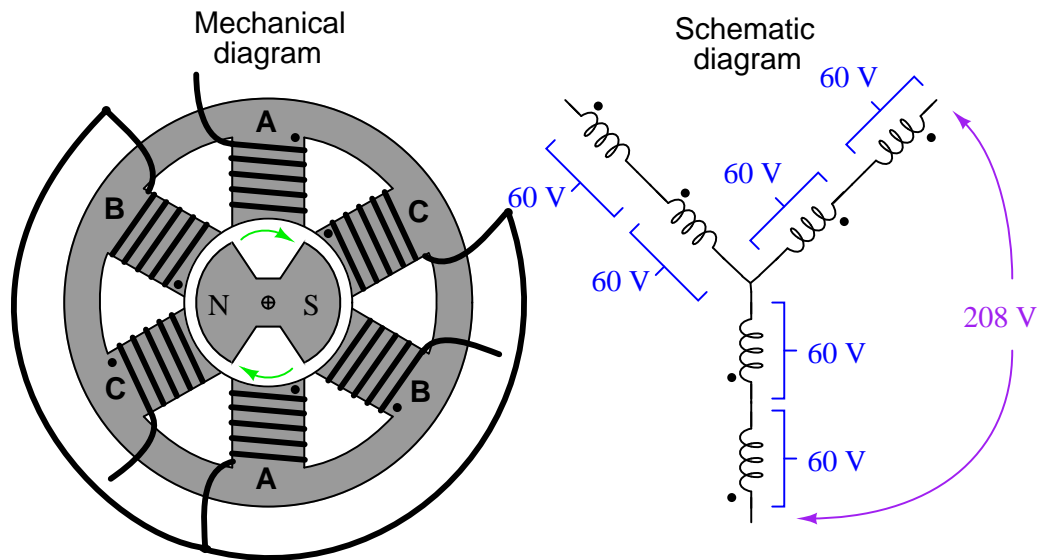 Mechanical
diagram
A
B
C
N
S
C
B
A
Schematic
diagram
60 V
60 V
60 V
60 V
208 V
60 V
60 V